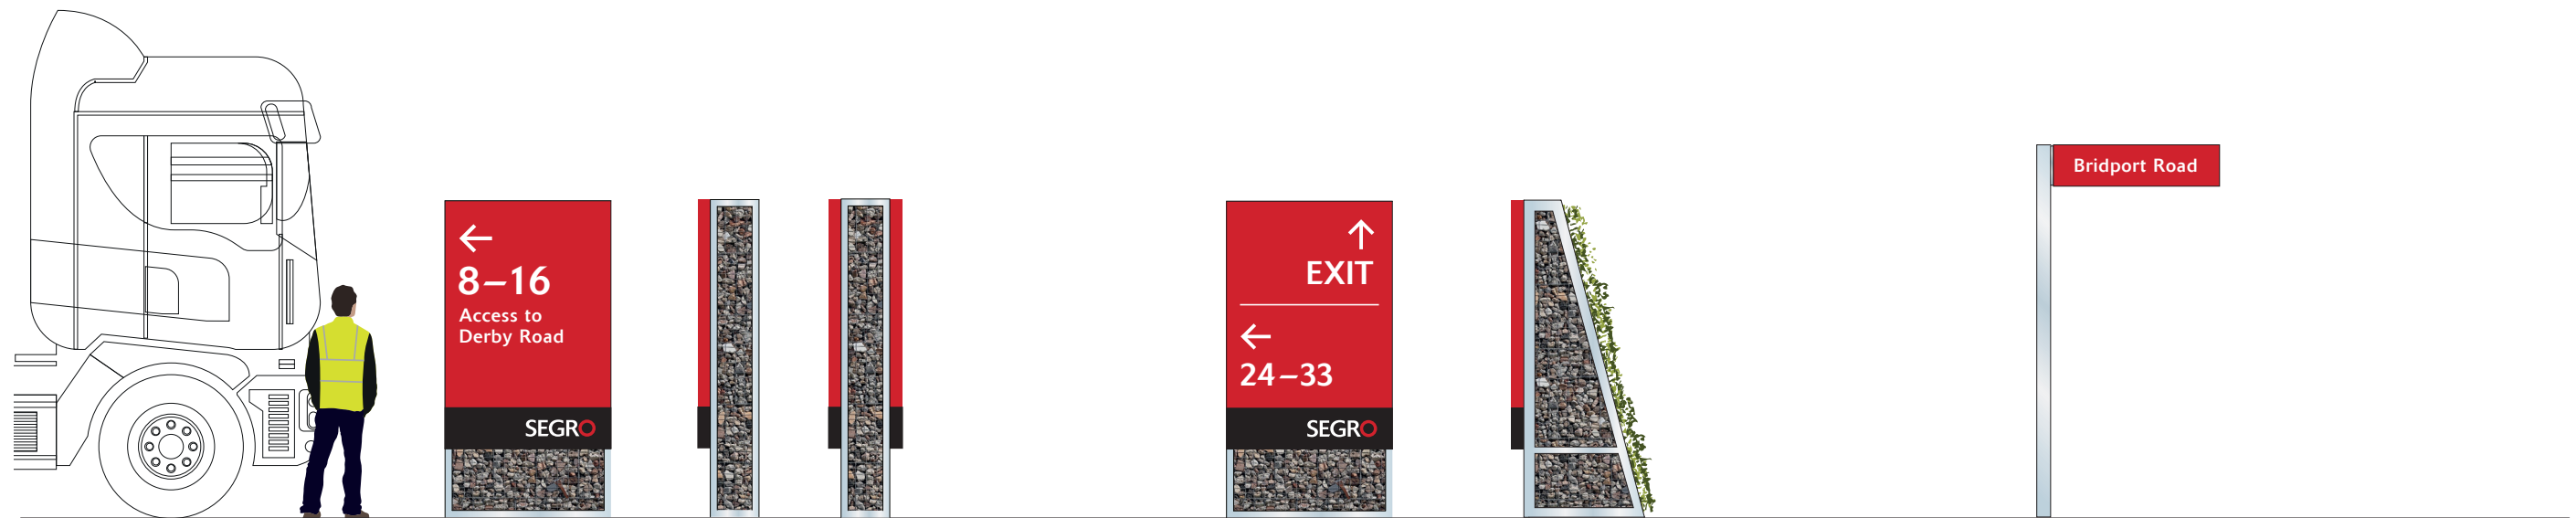 ←
8–16
Access to
Derby Road
SEGRO
↑
EXIT
←
24–33
SEGRO
Bridport Road